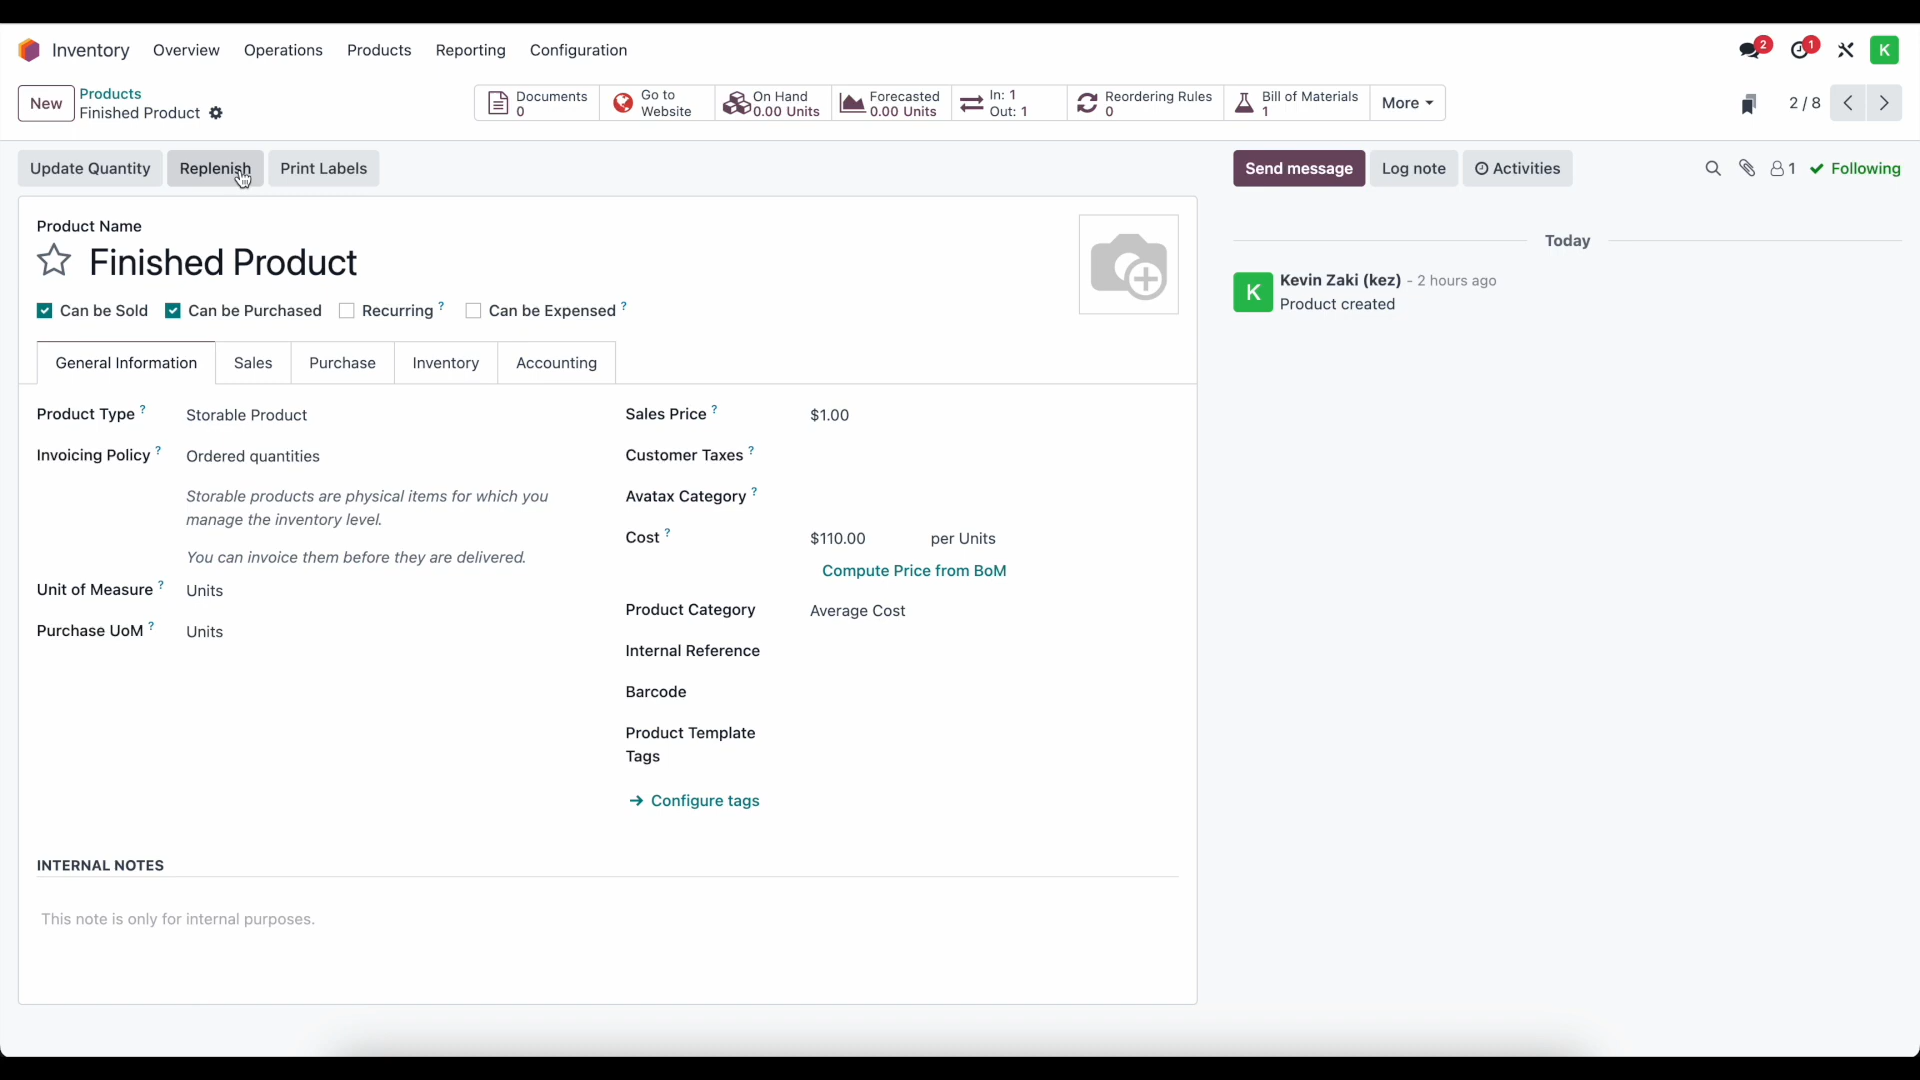 Inventory Overview Operations Products Reporting Configuration 2 1 K
New Products Finished Product Documents 0 Go to Website On Hand 0.00 Units Forecasted 0.00 Units In: 1 Out: 1 Reordering Rules 0 Bill of Materials 1 More 2 / 8
Update Quantity Replenish Print Labels Send message Log note Activities 1 Following
Product Name
Finished Product
Today
K Kevin Zaki (kez) - 2 hours ago
Product created
Can be Sold Can be Purchased Recurring ? Can be Expensed ?
General Information Sales Purchase Inventory Accounting
Product Type ? Storable Product
Invoicing Policy ? Ordered quantities
Storable products are physical items for which you
manage the inventory level.
You can invoice them before they are delivered.
Unit of Measure ? Units
Purchase UoM ? Units
Sales Price ? $1.00
Customer Taxes ?
Avatax Category ?
Cost ? $110.00 per Units
Compute Price from BoM
Product Category Average Cost
Internal Reference
Barcode
Product Template
Tags
→ Configure tags
INTERNAL NOTES
This note is only for internal purposes.